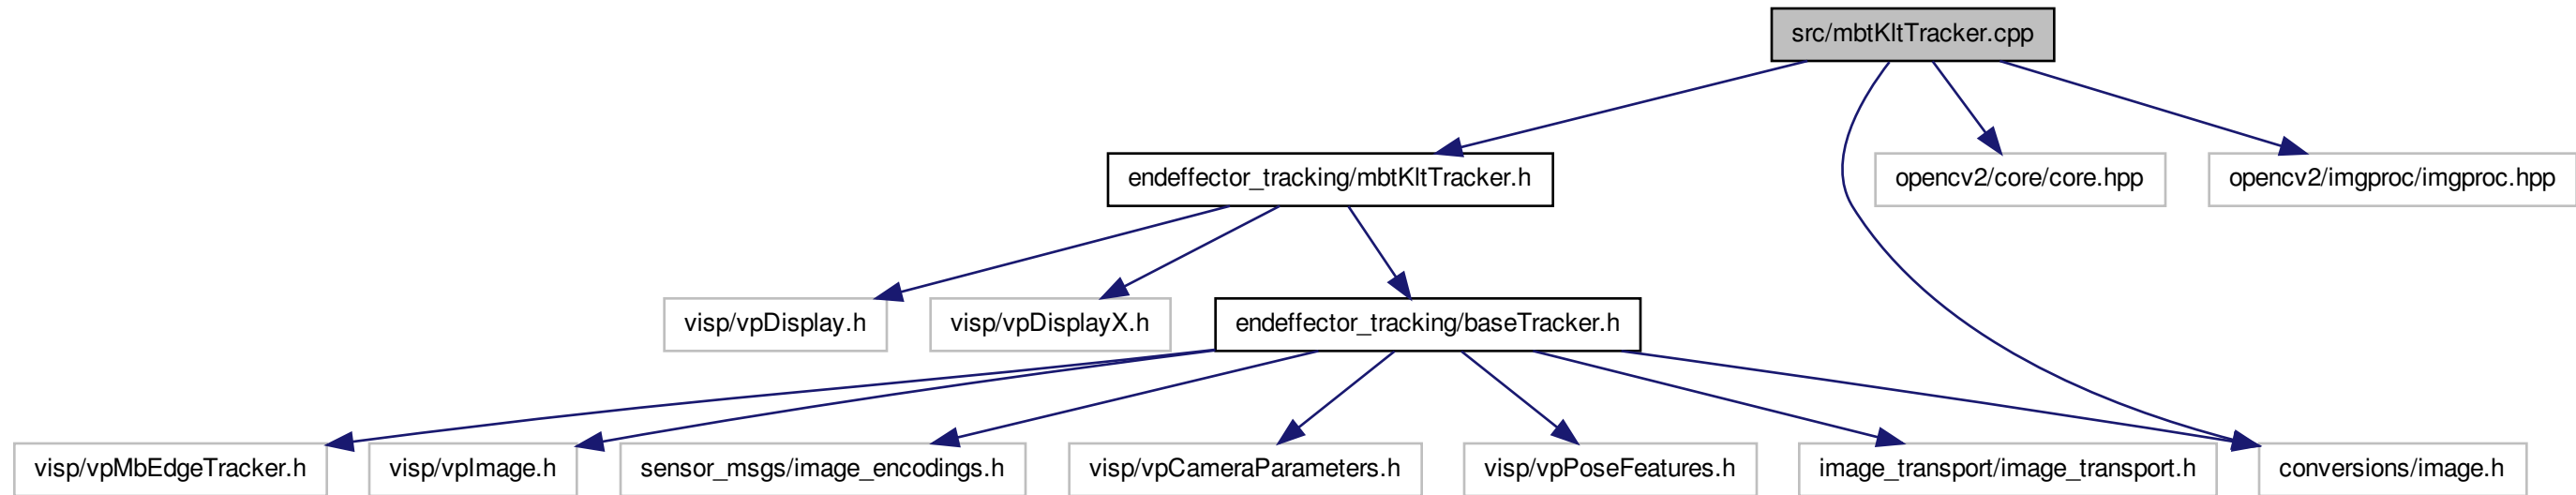 src/mbtKltTracker.cpp
endeffector_tracking/mbtKltTracker.h
opencv2/core/core.hpp
opencv2/imgproc/imgproc.hpp
visp/vpDisplay.h
visp/vpDisplayX.h
endeffector_tracking/baseTracker.h
visp/vpMbEdgeTracker.h
visp/vpImage.h
sensor_msgs/image_encodings.h
visp/vpCameraParameters.h
visp/vpPoseFeatures.h
image_transport/image_transport.h
conversions/image.h